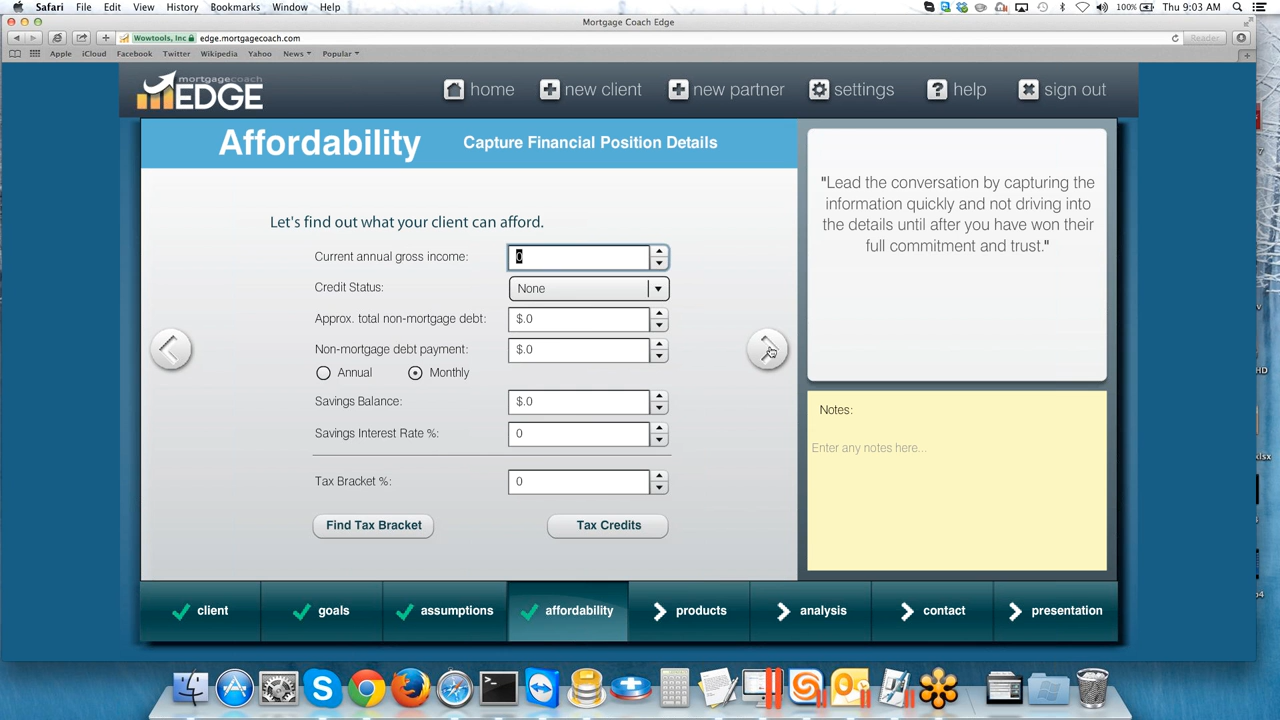 Safari File Edit View History Bookmarks Window Help
100% Thu 9:03 AM
Mortgage Coach Edge
Wowtools, Inc edge.mortgagecoach.com
Reader
Apple iCloud Facebook Twitter Wikipedia Yahoo News Popular
mortgagecoach
EDGE
home new client new partner settings help sign out
Affordability Capture Financial Position Details
Let's find out what your client can afford.
Current annual gross income: 0
Credit Status: None
Approx. total non-mortgage debt: $.0
Non-mortgage debt payment: $.0
Annual Monthly
Savings Balance: $.0
Savings Interest Rate %: 0
Tax Bracket %: 0
Find Tax Bracket Tax Credits
"Lead the conversation by capturing the
information quickly and not driving into
the details until after you have won their
full commitment and trust."
Notes:
Enter any notes here...
client goals assumptions affordability products analysis contact presentation